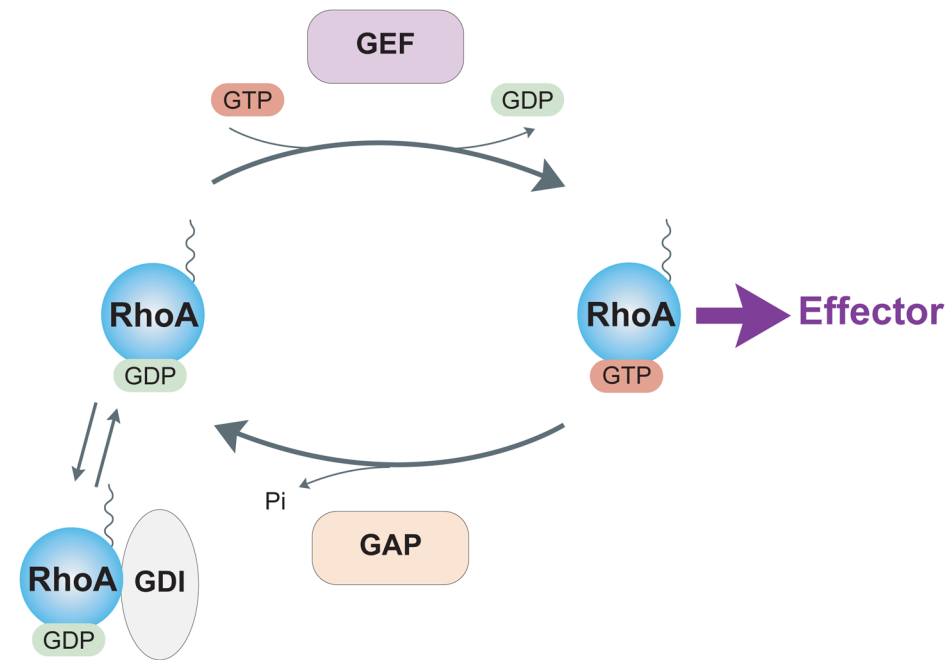 GEF
GTP
GDP
RhoA
GDP
RhoA
GTP
Effector
Pi
GAP
RhoA
GDI
GDP